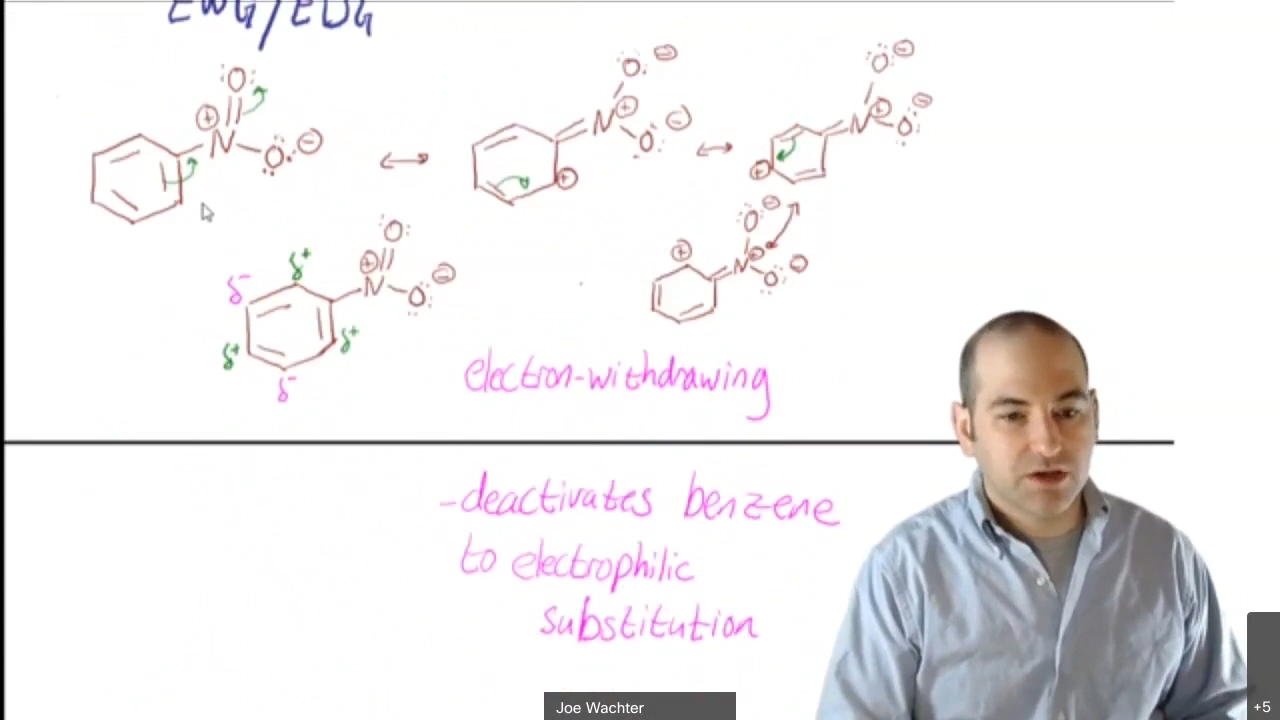 EWG/EDG
:O:
⊕ N O: ⊖
↔
O: ⊖
N ⊕
O: ⊖
⊕
↔
:O: ⊖
N ⊕
O: ⊖
⊕
:O:
⊕ N O: ⊖
δ⁻ δ⁺
δ⁺ δ⁺
δ⁻
:O: ⊖
⊕ N ⊕
O: ⊖
electron-withdrawing
-deactivates benzene
to electrophilic
substitution
Joe Wachter
+5